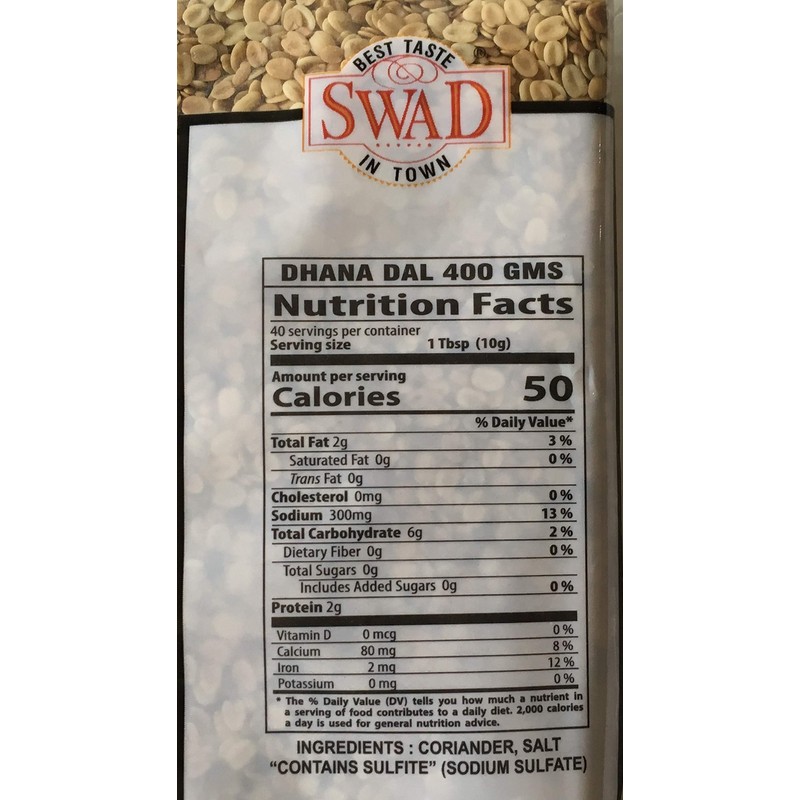 BEST TASTE ®
SWAD
IN TOWN
DHANA DAL 400 GMS
Nutrition Facts
40 servings per container
Serving size 1 Tbsp (10g)
Amount per serving
Calories 50
% Daily Value*
Total Fat 2g 3 %
Saturated Fat 0g 0 %
Trans Fat 0g
Cholesterol 0mg 0 %
Sodium 300mg 13 %
Total Carbohydrate 6g 2 %
Dietary Fiber 0g 0 %
Total Sugars 0g
Includes Added Sugars 0g 0 %
Protein 2g
Vitamin D 0 mcg 0 %
Calcium 80 mg 8 %
Iron 2 mg 12 %
Potassium 0 mg 0 %
* The % Daily Value (DV) tells you how much a nutrient in
a serving of food contributes to a daily diet. 2,000 calories
a day is used for general nutrition advice.
INGREDIENTS : CORIANDER, SALT
“CONTAINS SULFITE” (SODIUM SULFATE)